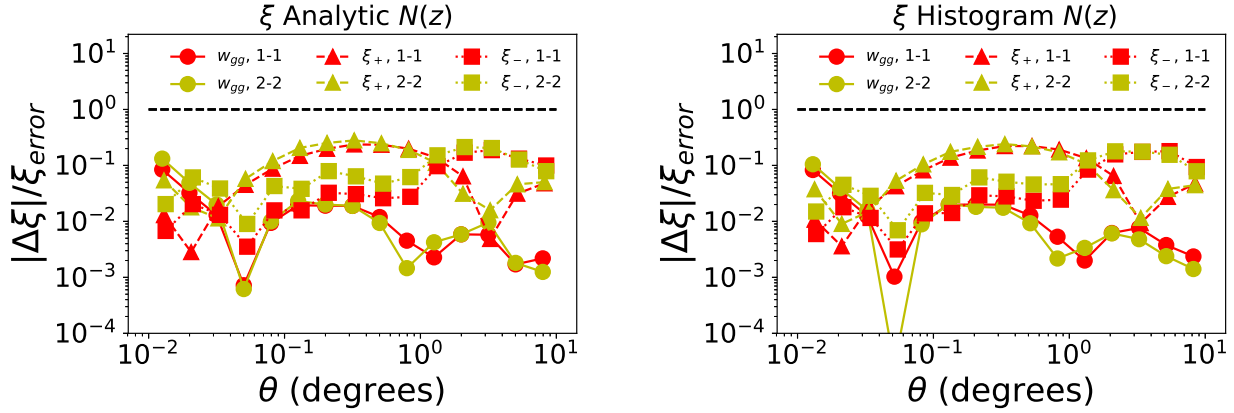 ξ Analytic N(z)
w_gg, 1-1 ξ_+, 1-1 ξ_−, 1-1
w_gg, 2-2 ξ_+, 2-2 ξ_−, 2-2
10^1
10^0
10^−1
10^−2
10^−3
10^−4
|Δξ|/ξ_error
10^−2 10^−1 10^0 10^1
θ (degrees)
ξ Histogram N(z)
w_gg, 1-1 ξ_+, 1-1 ξ_−, 1-1
w_gg, 2-2 ξ_+, 2-2 ξ_−, 2-2
10^1
10^0
10^−1
10^−2
10^−3
10^−4
|Δξ|/ξ_error
10^−2 10^−1 10^0 10^1
θ (degrees)